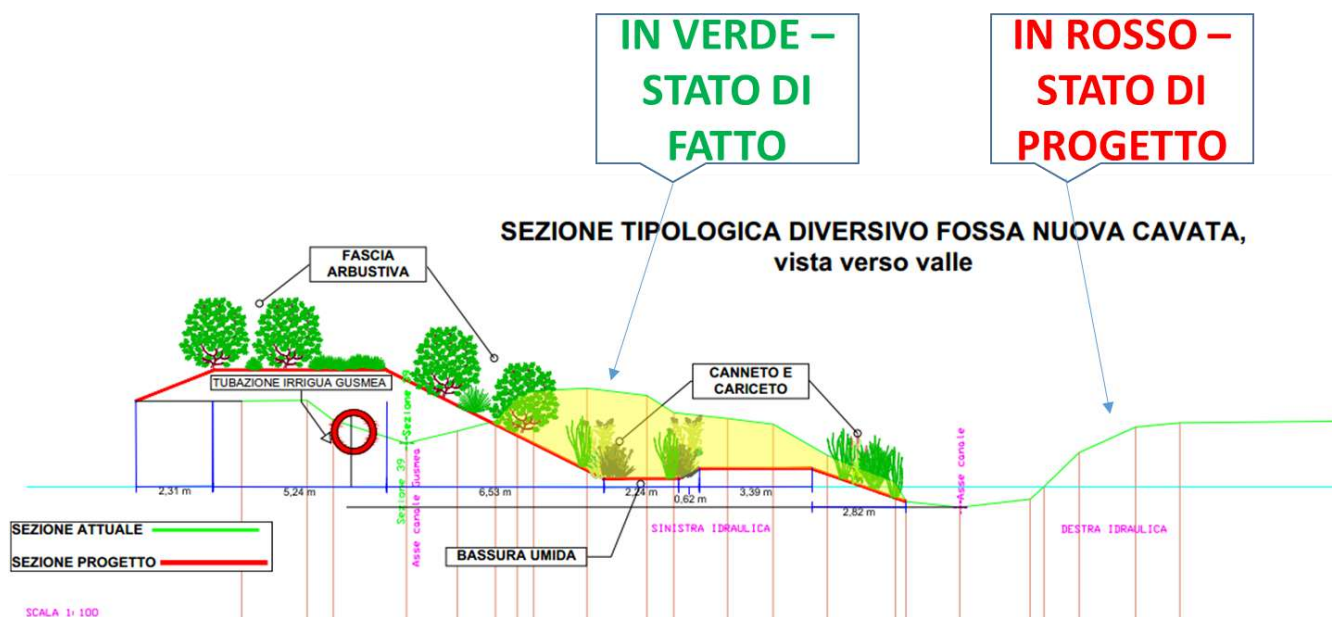 IN VERDE –
STATO DI
FATTO
IN ROSSO –
STATO DI
PROGETTO
SEZIONE TIPOLOGICA DIVERSIVO FOSSA NUOVA CAVATA,
vista verso valle
FASCIA
ARBUSTIVA
TUBAZIONE IRRIGUA GUSMEA
CANNETO E
CARICETO
Sezione 39
Sezione 39
Asse canale Gusmea
Asse canale
2,31 m
5,24 m
6,53 m
2,24 m
0,62 m
3,39 m
2,82 m
SINISTRA IDRAULICA
DESTRA IDRAULICA
BASSURA UMIDA
SEZIONE ATTUALE
SEZIONE PROGETTO
SCALA 1:100